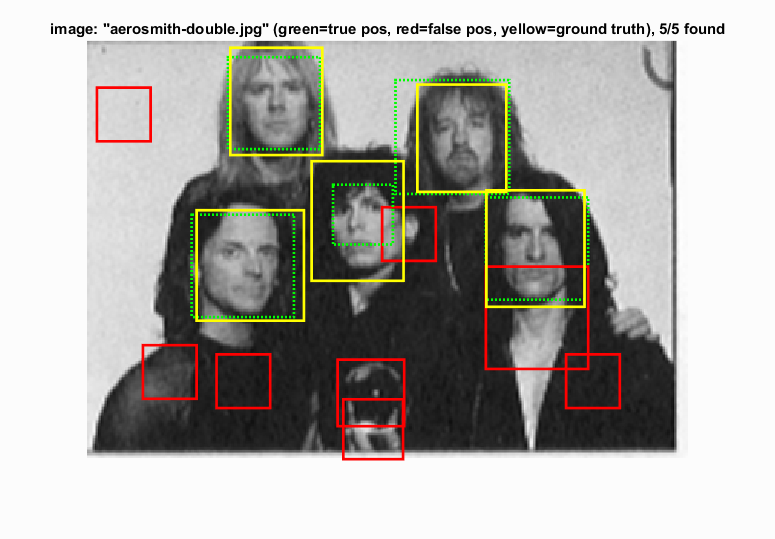 image: "aerosmith-double.jpg" (green=true pos, red=false pos, yellow=ground truth), 5/5 found